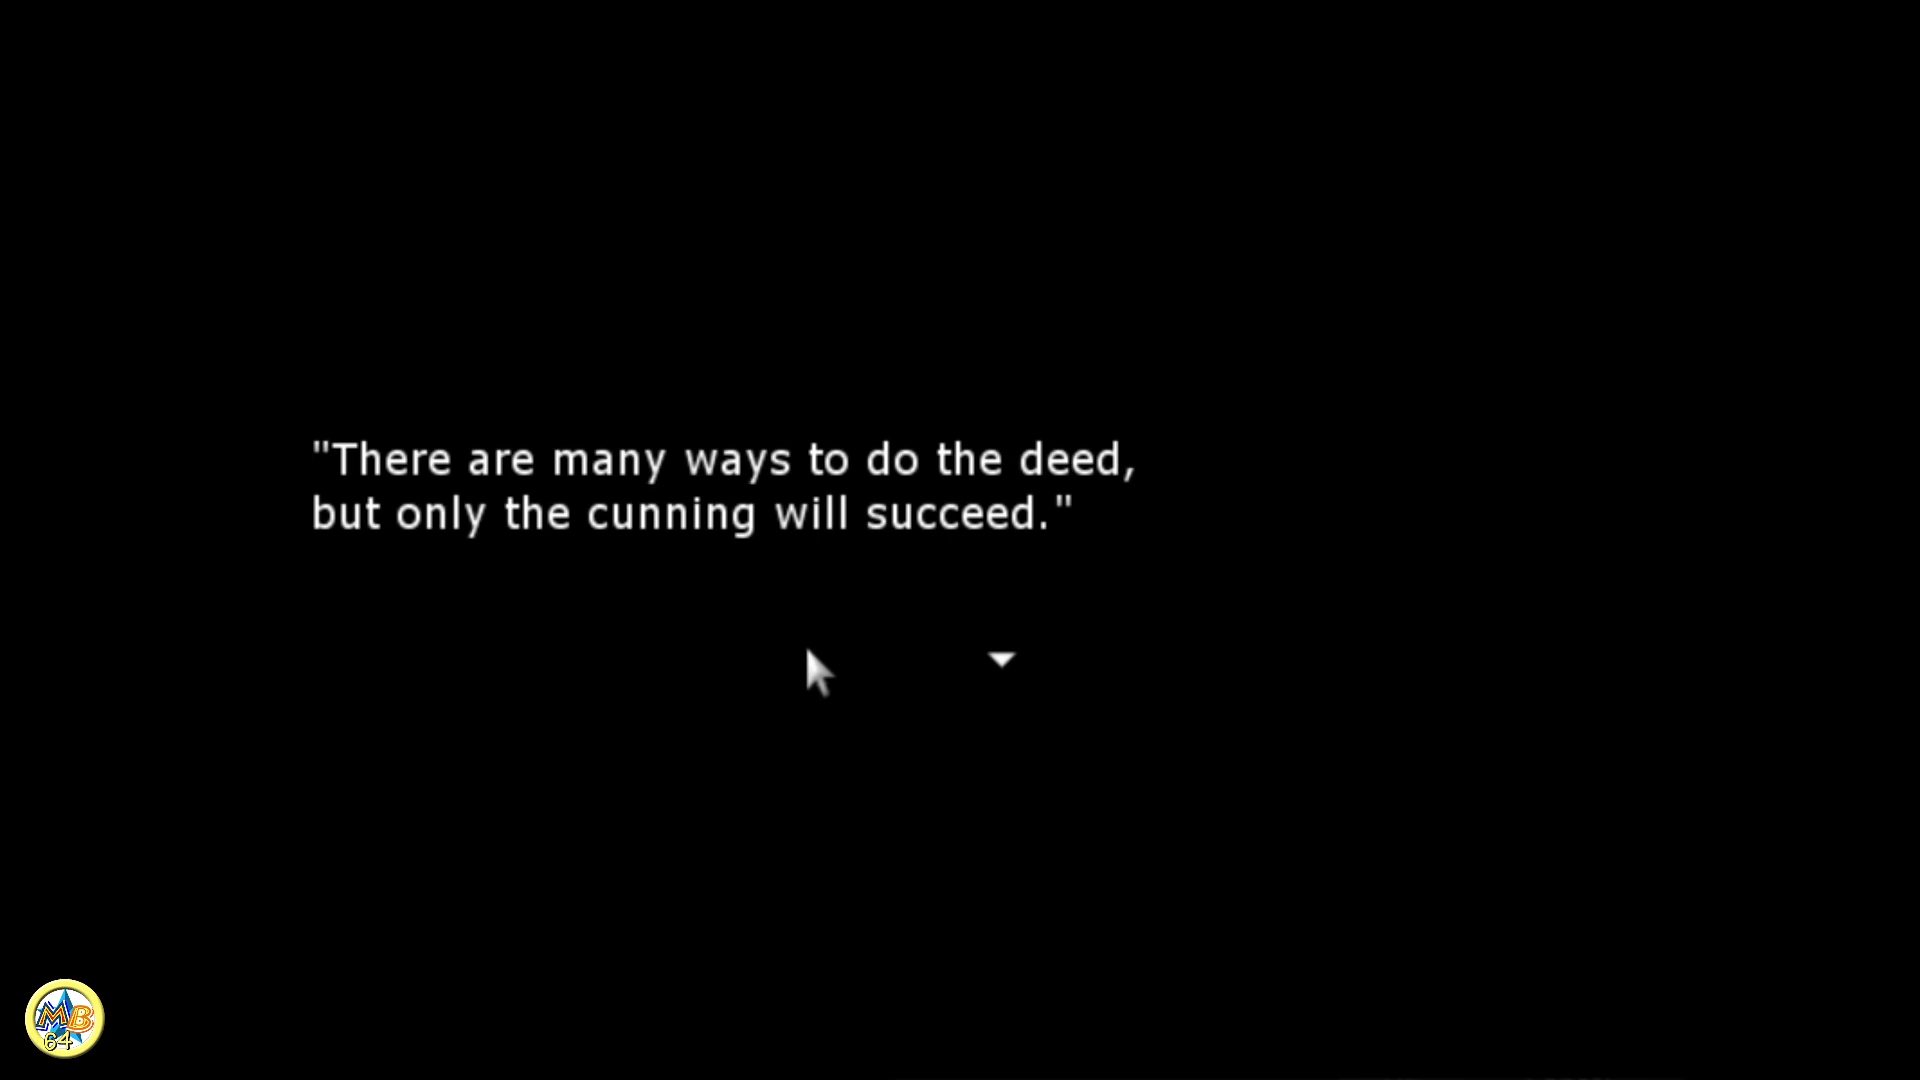 "There are many ways to do the deed,
but only the cunning will succeed."
MB
64